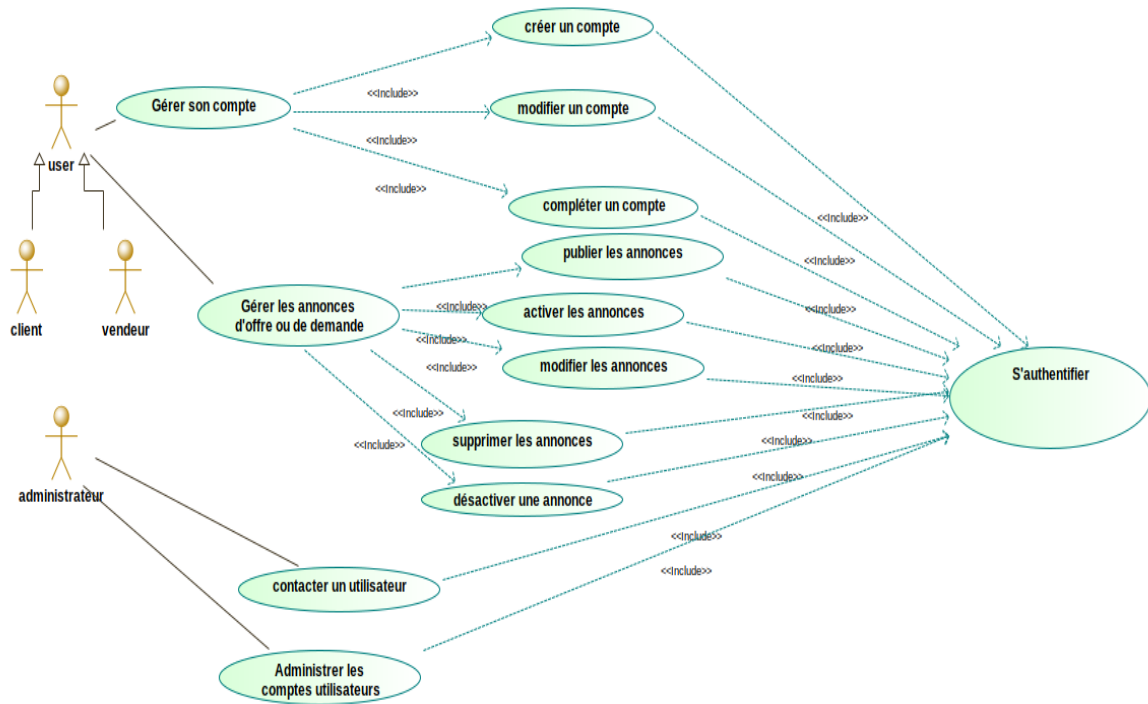 créer un compte
Gérer son compte
<<Include>>
modifier un compte
<<Include>>
user
<<Include>>
compléter un compte
<<Include>>
publier les annonces
<<Include>>
client
vendeur
Gérer les annonces
d'offre ou de demande
<<Include>>
activer les annonces
<<Include>>
<<Include>>
<<Include>>
<<Include>>
modifier les annonces
S'authentifier
<<Include>>
<<Include>>
<<Include>>
supprimer les annonces
<<Include>>
<<Include>>
administrateur
désactiver une annonce
<<Include>>
<<Include>>
contacter un utilisateur
<<Include>>
Administrer les
comptes utilisateurs